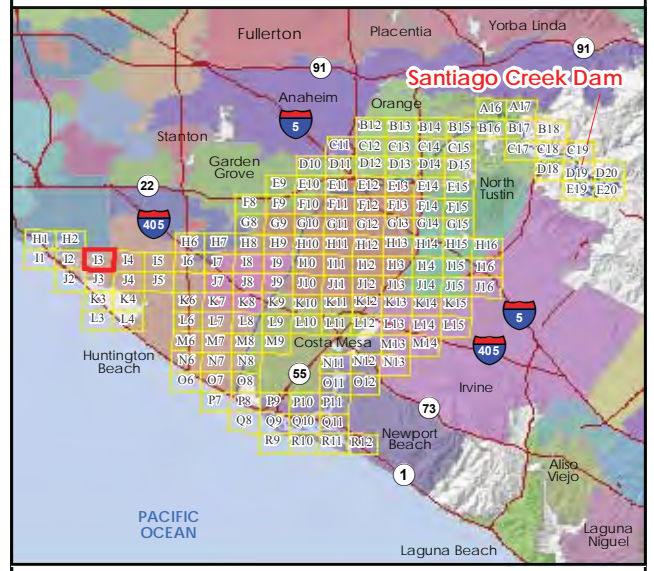 Yorba Linda
Placentia
Fullerton
91
91
Santiago Creek Dam
Anaheim
Orange
A16 A17
5
B12 B13 B14 B15 B16 B17 B18
Stanton
C11 C12 C13 C14 C15 C17 C18 C19
Garden
Grove
D10 D11 D12 D13 D14 D15 D18 D19 D20
22
E9 E10 E11 E12 E13 E14 E15 E19 E20
North
Tustin
F8 F9 F10 F11 F12 F13 F14 F15
405
G8 G9 G10 G11 G12 G13 G14 G15
H1 H2 H6 H7 H8 H9 H10 H11 H12 H13 H14 H15 H16
I1 I2 I3 I4 I5 I6 I7 I8 I9 I10 I11 I12 I13 I14 I15 I16
J2 J3 J4 J5 J7 J8 J9 J10 J11 J12 J13 J14 J15 J16
K3 K4 K6 K7 K8 K9 K10 K11 K12 K13 K14 K15
5
L3 L4 L6 L7 L8 L9 L10 L11 L12 L13 L14 L15
M6 M7 M8 M9 Costa Mesa M13 M14
405
Huntington
Beach
N6 N7 N8 N11 N12 N13
55
O6 O7 O8 O11 O12
Irvine
P7 P8 P9 P10 P11
73
Q8 Q9 Q10 Q11
Newport
Beach
R9 R10 R11 R12
1
Aliso
Viejo
PACIFIC
OCEAN
Laguna
Niguel
Laguna Beach